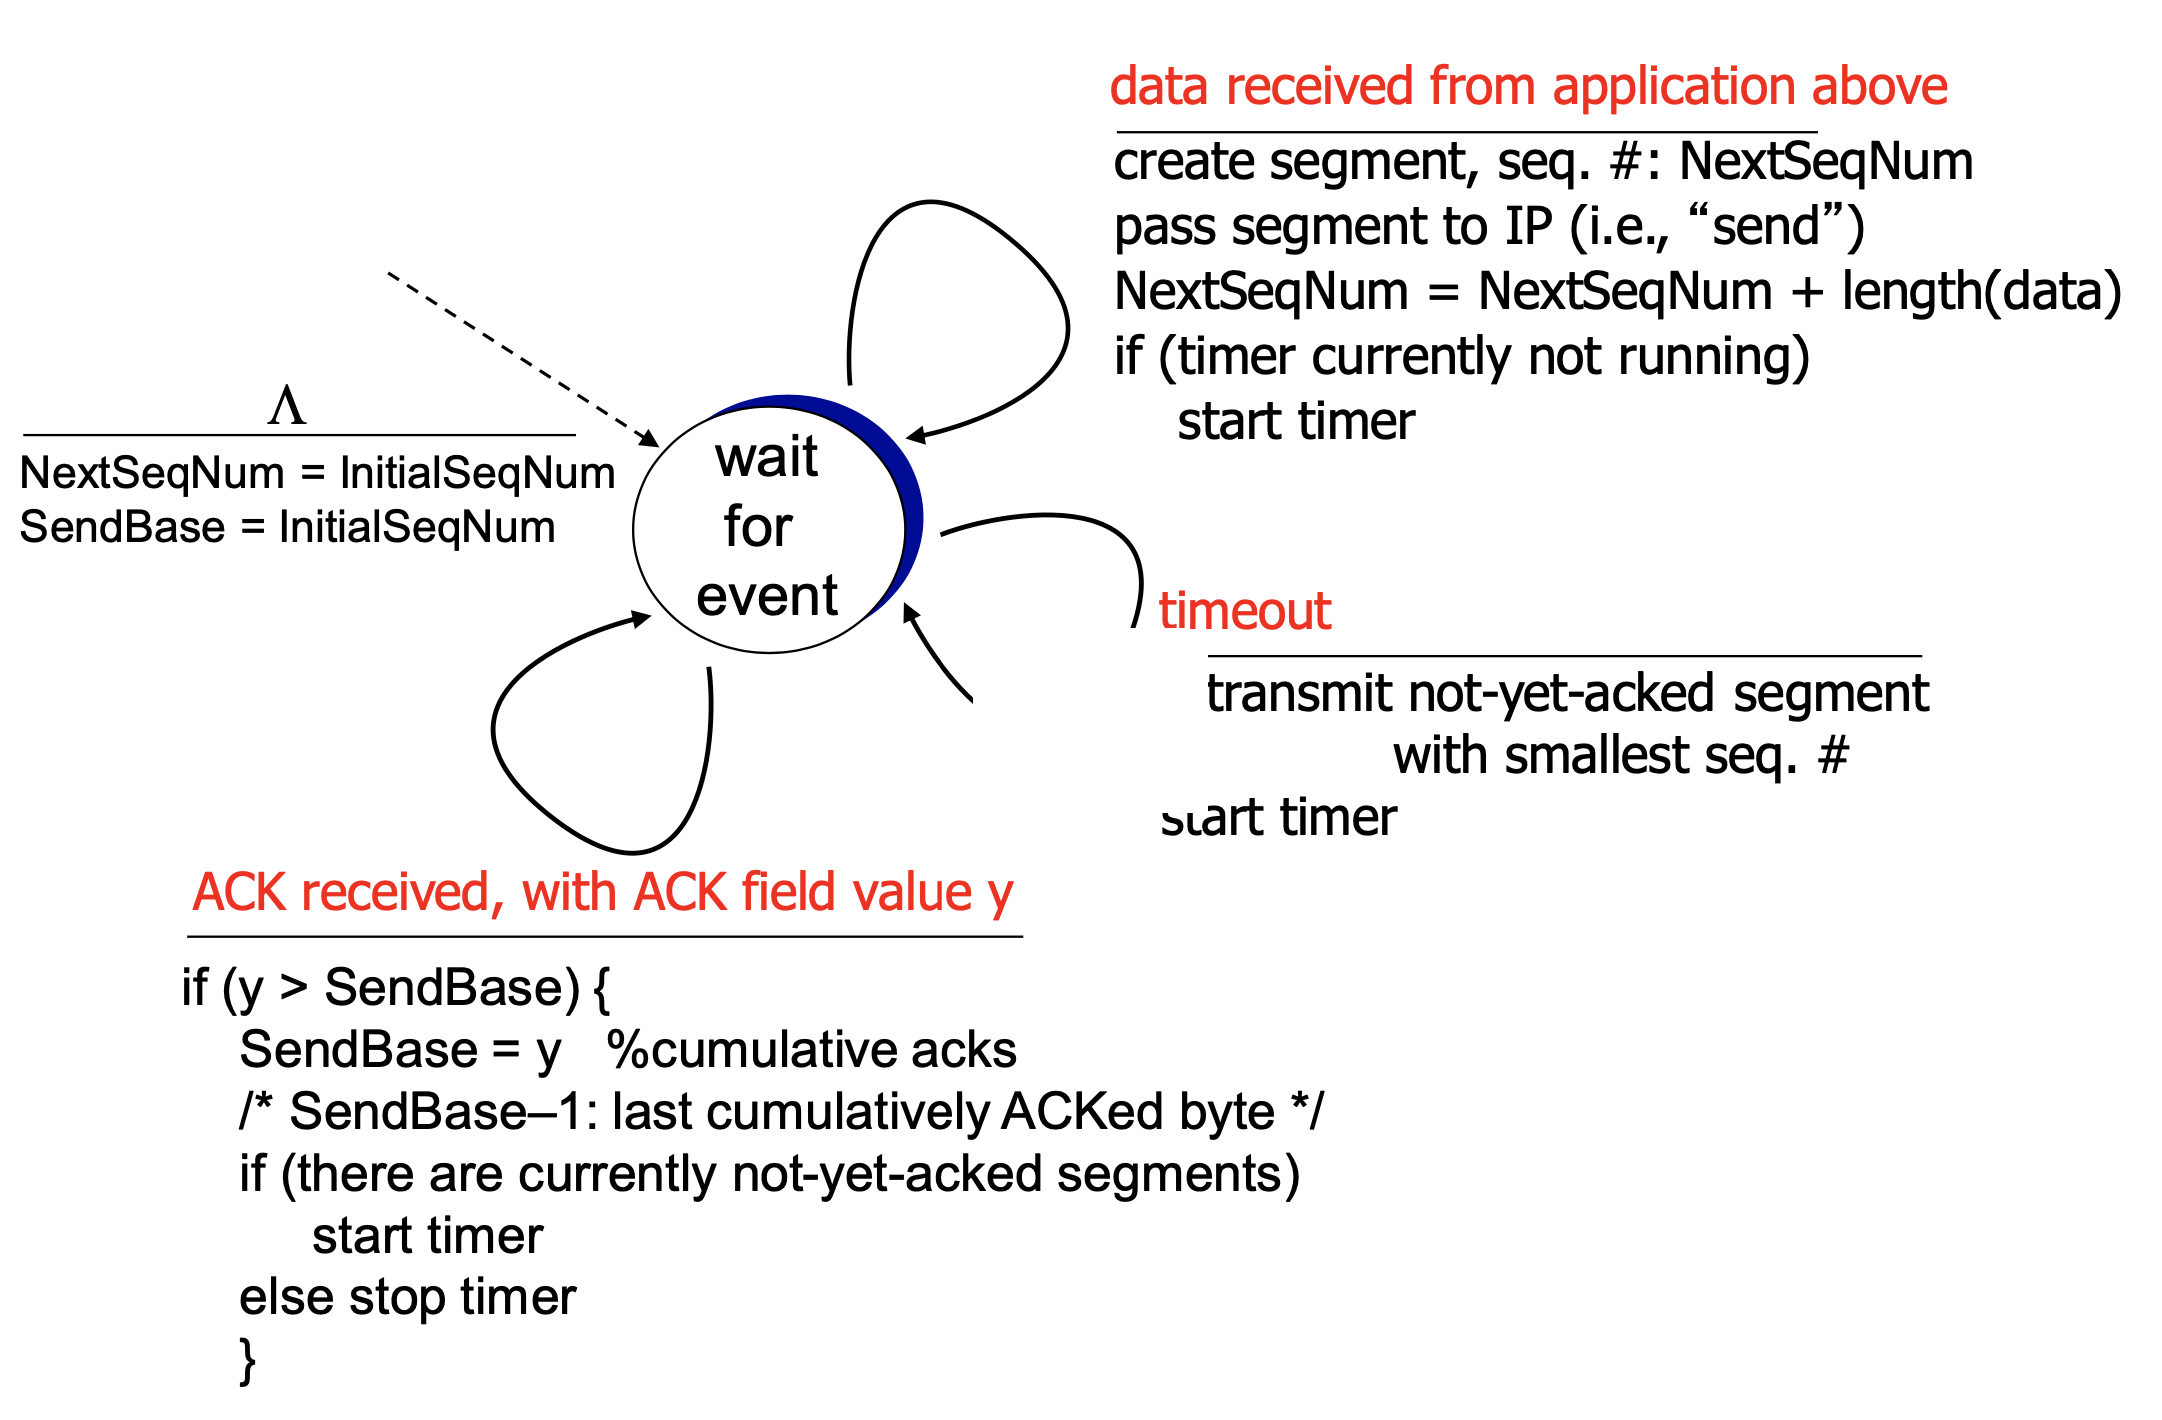 data received from application above
create segment, seq. #: NextSeqNum
pass segment to IP (i.e., “send”)
NextSeqNum = NextSeqNum + length(data)
if (timer currently not running)
start timer
Λ
NextSeqNum = InitialSeqNum
SendBase = InitialSeqNum
wait
for
event
timeout
transmit not-yet-acked segment
with smallest seq. #
start timer
ACK received, with ACK field value y
if (y > SendBase) {
SendBase = y %cumulative acks
/* SendBase–1: last cumulatively ACKed byte */
if (there are currently not-yet-acked segments)
start timer
else stop timer
}